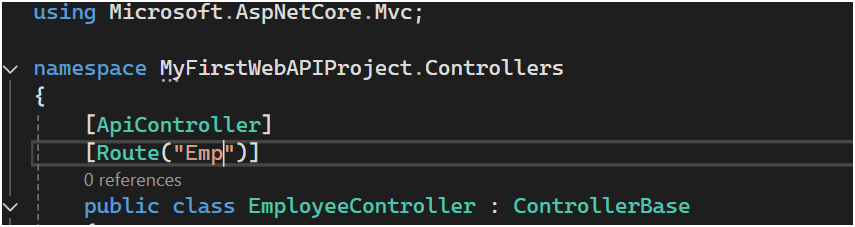 using Microsoft.AspNetCore.Mvc;
namespace MyFirstWebAPIProject.Controllers
{
[ApiController]
[Route("Emp")]
0 references
public class EmployeeController : ControllerBase
{